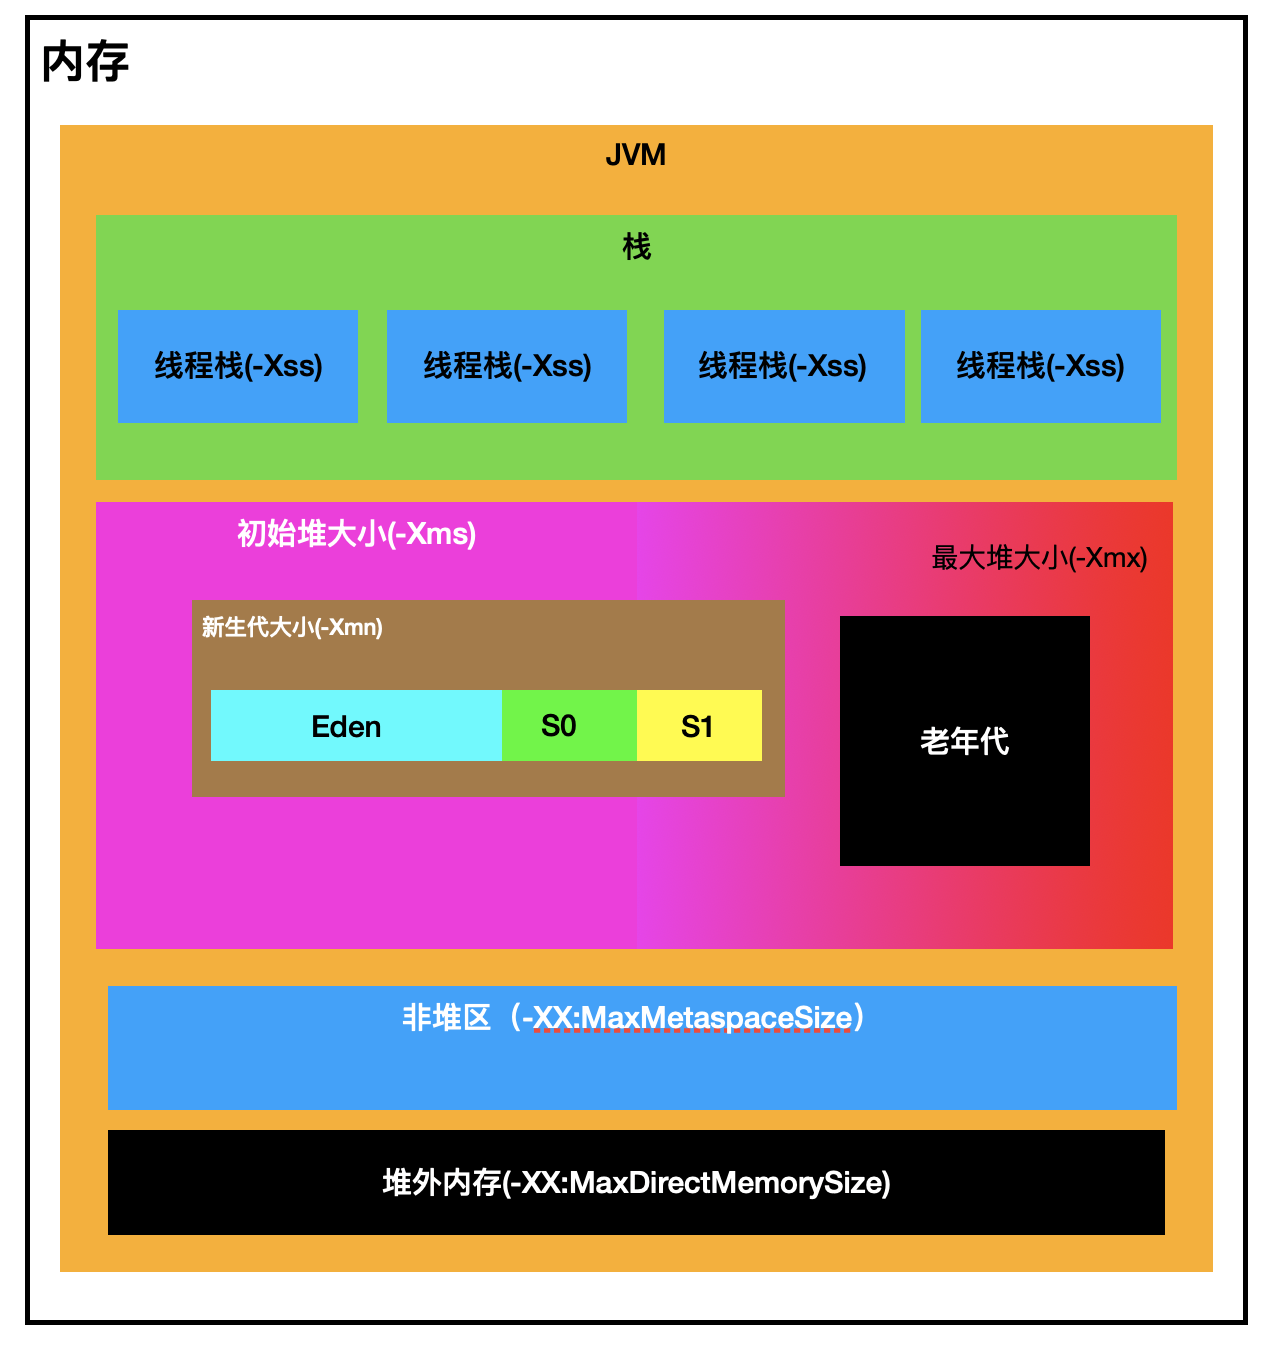 内存
JVM
栈
线程栈(-Xss)
线程栈(-Xss)
线程栈(-Xss)
线程栈(-Xss)
初始堆大小(-Xms)
最大堆大小(-Xmx)
新生代大小(-Xmn)
Eden
S0
S1
老年代
非堆区（-XX:MaxMetaspaceSize）
堆外内存(-XX:MaxDirectMemorySize)